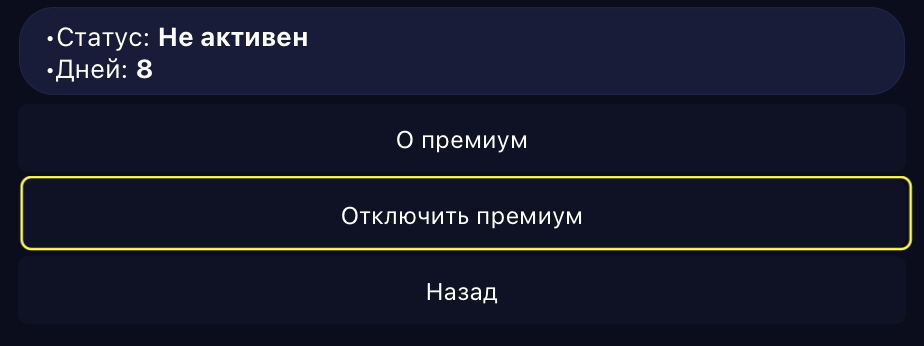 •Статус: Не активен
•Дней: 8
О премиум
Отключить премиум
Назад